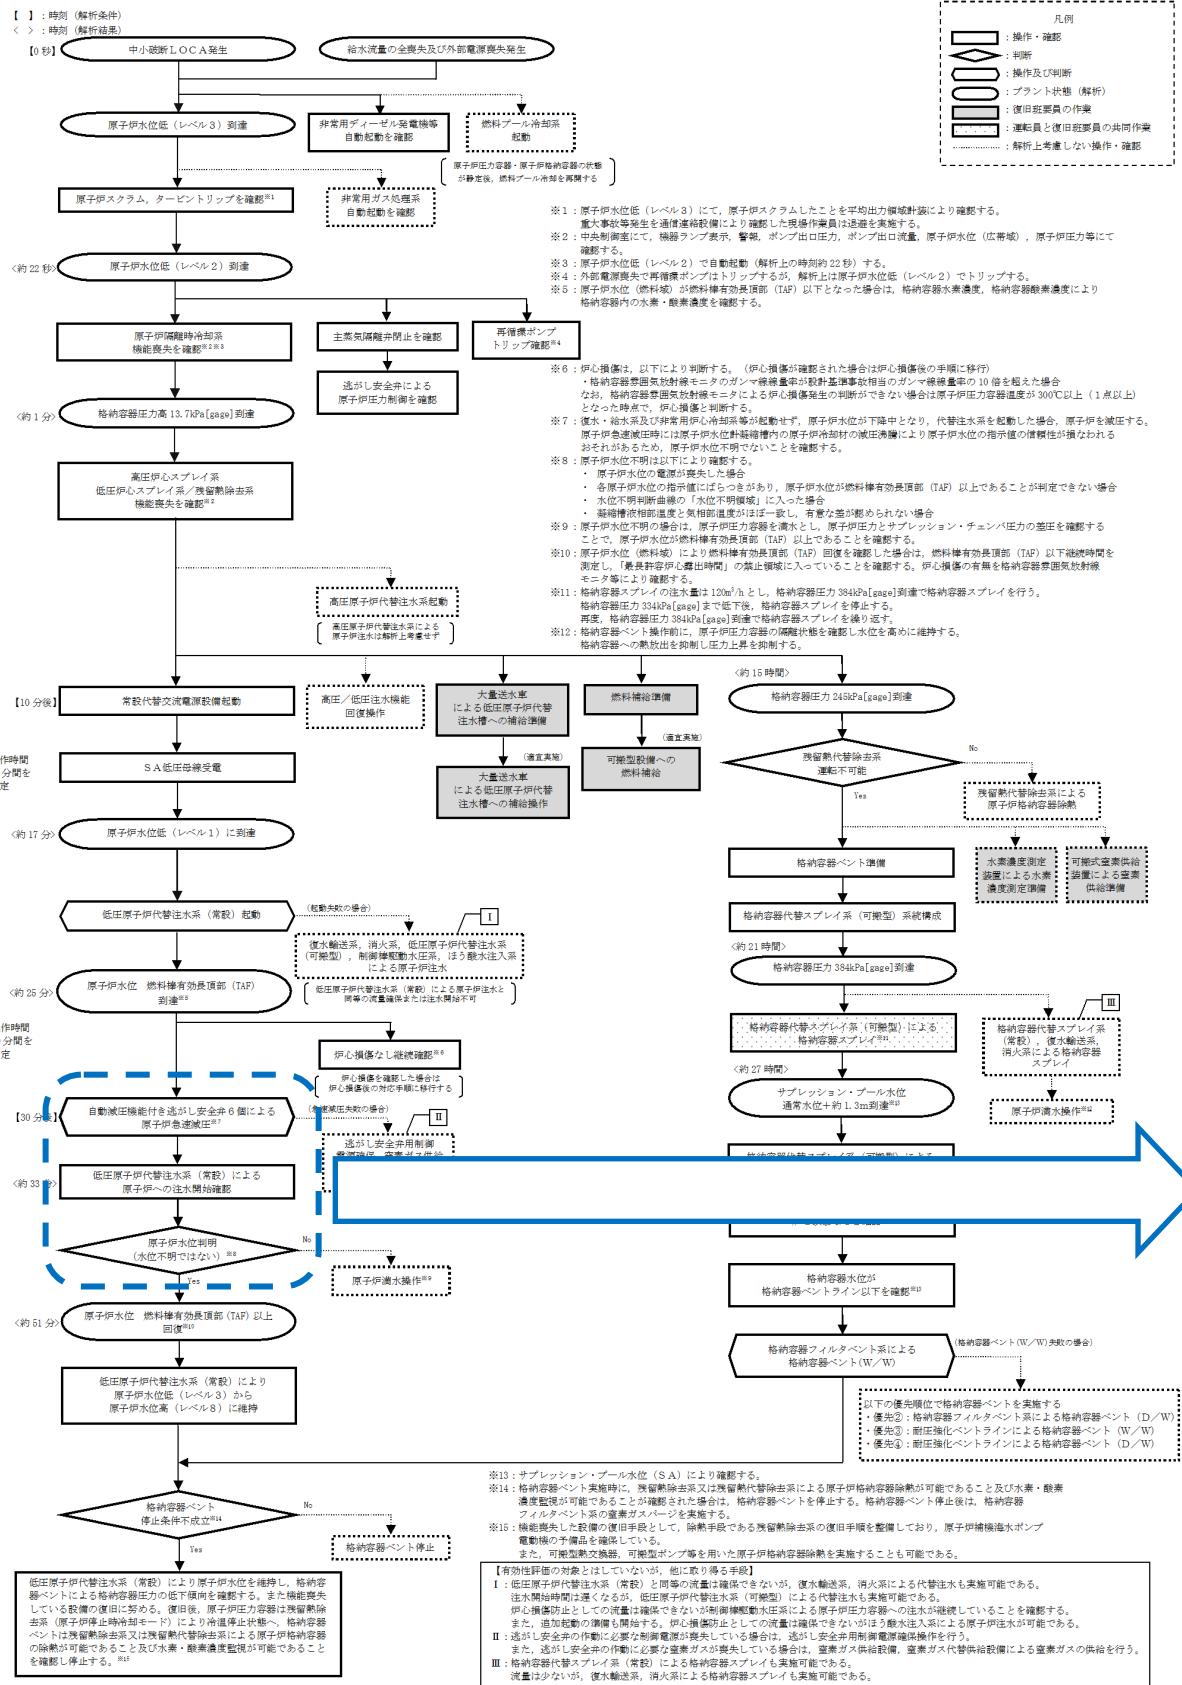 【　】：時刻（解析条件）
＜　＞：時刻（解析結果）
凡例
：操作・確認
：判断
：操作及び判断
：プラント状態（解析）
：復旧班要員の作業
：運転員と復旧班要員の共同作業
：解析上考慮しない操作・確認
【0 秒】
中小破断ＬＯＣＡ発生
給水流量の全喪失及び外部電源喪失発生
原子炉水位低（レベル３）到達
非常用ディーゼル発電機等
自動起動を確認
燃料プール冷却系
起動
原子炉圧力容器・原子炉格納容器の状態
が静定後，燃料プール冷却を再開する
原子炉スクラム，タービントリップを確認※1
非常用ガス処理系
自動起動を確認
＜約 22 秒＞
原子炉水位低（レベル２）到達
原子炉隔離時冷却系
機能喪失を確認※2※3
主蒸気隔離弁閉止を確認
再循環ポンプ
トリップ確認※4
逃がし安全弁による
原子炉圧力制御を確認
＜約 1 分＞
格納容器圧力高 13.7kPa[gage]到達
高圧炉心スプレイ系
低圧炉心スプレイ系／残留熱除去系
機能喪失を確認※2
※１：原子炉水位低（レベル３）にて，原子炉スクラムしたことを平均出力領域計装により確認する。
重大事故等発生を通信連絡設備により確認した現場作業員は退避を実施する。
※２：中央制御室にて，機器ランプ表示，警報，ポンプ出口圧力，ポンプ出口流量，原子炉水位（広帯域），原子炉圧力等にて
確認する。
※３：原子炉水位低（レベル２）で自動起動（解析上の時刻約 22 秒）する。
※４：外部電源喪失で再循環ポンプはトリップするが，解析上は原子炉水位低（レベル２）でトリップする。
※５：原子炉水位（燃料域）が燃料棒有効長頂部（TAF）以下となった場合は，格納容器水素濃度，格納容器酸素濃度により
格納容器内の水素・酸素濃度を確認する。
※６：炉心損傷は，以下により判断する。（炉心損傷が確認された場合は炉心損傷後の手順に移行）
・格納容器雰囲気放射線モニタのガンマ線線量率が設計基準事故相当のガンマ線線量率の 10 倍を超えた場合
なお，格納容器雰囲気放射線モニタによる炉心損傷発生の判断ができない場合は原子炉圧力容器温度が 300℃以上（１点以上）
となった時点で，炉心損傷と判断する。
※７：復水・給水系及び非常用炉心冷却系等が起動せず，原子炉水位が下降中となり，代替注水系を起動した場合，原子炉を減圧する。
原子炉急速減圧時には原子炉水位計凝縮槽内の原子炉冷却材の減圧沸騰により原子炉水位の指示値の信頼性が損なわれる
おそれがあるため，原子炉水位不明でないことを確認する。
※８：原子炉水位不明は以下により確認する。
・　原子炉水位の電源が喪失した場合
・　各原子炉水位の指示値にばらつきがあり，原子炉水位が燃料棒有効長頂部（TAF）以上であることが判定できない場合
・　水位不明判断曲線の「水位不明領域」に入った場合
・　凝縮槽液相部温度と気相部温度がほぼ一致し，有意な差が認められない場合
※９：原子炉水位不明の場合は，原子炉圧力容器を満水とし，原子炉圧力とサプレッション・チェンバ圧力の差圧を確認する
ことで，原子炉水位が燃料棒有効長頂部（TAF）以上であることを確認する。
※10：原子炉水位（燃料域）により燃料棒有効長頂部（TAF）回復を確認した場合は，燃料棒有効長頂部（TAF）以下継続時間を
測定し，「最長許容炉心露出時間」の禁止領域に入っていることを確認する。炉心損傷の有無を格納容器雰囲気放射線
モニタ等により確認する。
※11：格納容器スプレイの注水量は 120m³/h とし，格納容器圧力 384kPa[gage]到達で格納容器スプレイを行う。
格納容器圧力 334kPa[gage]まで低下後，格納容器スプレイを停止する。
再度，格納容器圧力 384kPa[gage]到達で格納容器スプレイを繰り返す。
※12：格納容器ベント操作前に，原子炉圧力容器の隔離状態を確認し水位を高めに維持する。
格納容器への熱放出を抑制し圧力上昇を抑制する。
高圧原子炉代替注水系起動
高圧原子炉代替注水系による
原子炉注水は解析上考慮せず
【10 分後】
常設代替交流電源設備起動
高圧／低圧注水機能
回復操作
大量送水車
による低圧原子炉代替
注水槽への補給準備
燃料補給準備
＜約 15 時間＞
格納容器圧力 245kPa[gage]到達
（適宜実施）
（適宜実施）
作時間
分間を
定
ＳＡ低圧母線受電
大量送水車
による低圧原子炉代替
注水槽への補給操作
可搬型設備への
燃料補給
残留熱代替除去系
運転不可能
No
Yes
残留熱代替除去系による
原子炉格納容器除熱
＜約 17 分＞
原子炉水位低（レベル１）に到達
格納容器ベント準備
水素濃度測定
装置による水素
濃度測定準備
可搬式窒素供給
装置による窒素
供給準備
低圧原子炉代替注水系（常設）起動
（起動失敗の場合）
Ⅰ
復水輸送系，消火系，低圧原子炉代替注水系
（可搬型），制御棒駆動水圧系，ほう酸水注入系
による原子炉注水
低圧原子炉代替注水系（常設）による原子炉注水と
同等の流量確保または注水開始不可
格納容器代替スプレイ系（可搬型）系統構成
＜約 21 時間＞
格納容器圧力 384kPa[gage]到達
＜約 25 分＞
原子炉水位　燃料棒有効長頂部（TAF）
到達※5
作時間
分間を
定
炉心損傷なし継続確認※6
炉心損傷を確認した場合は
炉心損傷後の対応手順に移行する
格納容器代替スプレイ系（可搬型）による
格納容器スプレイ※11
Ⅲ
格納容器代替スプレイ系
（常設），復水輸送系，
消火系による格納容器
スプレイ
＜約 27 時間＞
サプレッション・プール水位
通常水位＋約 1.3m到達※13
原子炉満水操作※12
【30 分後】
自動減圧機能付き逃がし安全弁６個による
原子炉急速減圧※7
急速減圧失敗の場合）
Ⅱ
逃がし安全弁用制御
＜約 33 分＞
低圧原子炉代替注水系（常設）による
原子炉への注水開始確認
原子炉水位判明
（水位不明ではない）※8
No
Yes
原子炉満水操作※9
格納容器水位が
格納容器ベントライン以下を確認※13
＜約 51 分＞
原子炉水位　燃料棒有効長頂部（TAF）以上
回復※10
格納容器フィルタベント系による
格納容器ベント（Ｗ／Ｗ）
（格納容器ベント（W／W）失敗の場合）
以下の優先順位で格納容器ベントを実施する
・優先②：格納容器フィルタベント系による格納容器ベント（Ｄ／Ｗ）
・優先③：耐圧強化ベントラインによる格納容器ベント（Ｗ／Ｗ）
・優先④：耐圧強化ベントラインによる格納容器ベント（Ｄ／Ｗ）
低圧原子炉代替注水系（常設）により
原子炉水位低（レベル３）から
原子炉水位高（レベル８）に維持
格納容器ベント
停止条件不成立※14
No
Yes
格納容器ベント停止
※13：サプレッション・プール水位（ＳＡ）により確認する。
※14：格納容器ベント実施時に，残留熱除去系又は残留熱代替除去系による原子炉格納容器除熱が可能であること及び水素・酸素
濃度監視が可能であることが確認された場合は，格納容器ベントを停止する。格納容器ベント停止後は，格納容器
フィルタベント系の窒素ガスパージを実施する。
※15：機能喪失した設備の復旧手段として，除熱手段である残留熱除去系の復旧手順を整備しており，原子炉補機海水ポンプ
電動機の予備品を確保している。
また，可搬型熱交換器，可搬型ポンプ等を用いた原子炉格納容器除熱を実施することも可能である。
低圧原子炉代替注水系（常設）により原子炉水位を維持し，格納容
器ベントによる格納容器圧力の低下傾向を確認する。また機能喪失
している設備の復旧に努める。復旧後，原子炉圧力容器は残留熱除
去系（原子炉停止時冷却モード）により冷温停止状態へ，格納容器
ベントは残留熱除去系又は残留熱代替除去系による原子炉格納容器
の除熱が可能であること及び水素・酸素濃度監視が可能であること
を確認し停止する。※15
【有効性評価の対象とはしていないが，他に取り得る手段】
Ⅰ：低圧原子炉代替注水系（常設）と同等の流量は確保できないが，復水輸送系，消火系による代替注水も実施可能である。
注水開始時間は遅くなるが，低圧原子炉代替注水系（可搬型）による代替注水も実施可能である。
炉心損傷防止としての流量は確保できないが制御棒駆動水圧系による原子炉圧力容器への注水が継続していることを確認する。
また，追加起動の準備も開始する。炉心損傷防止としての流量は確保できないがほう酸水注入系による原子炉注水が可能である。
Ⅱ：逃がし安全弁の作動に必要な制御電源が喪失している場合は，逃がし安全弁用制御電源確保操作を行う。
また，逃がし安全弁の作動に必要な窒素ガスが喪失している場合は，窒素ガス供給設備，窒素ガス代替供給設備による窒素ガスの供給を行う。
Ⅲ：格納容器代替スプレイ系（常設）による格納容器スプレイも実施可能である。
流量は少ないが，復水輸送系，消火系による格納容器スプレイも実施可能である。